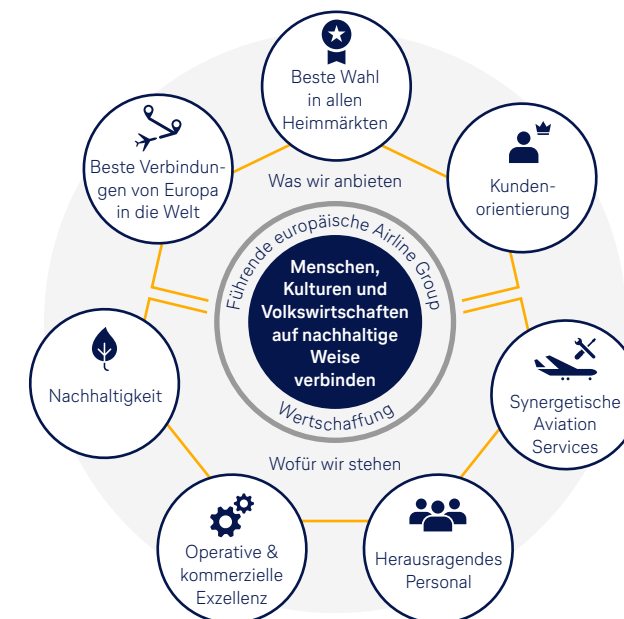 Beste Wahl
in allen
Heimmärkten
Beste Verbindun-
gen von Europa
in die Welt
Was wir anbieten
Kunden-
orientierung
Führende europäische Airline Group
Menschen,
Kulturen und
Volkswirtschaften
auf nachhaltige
Weise
verbinden
Wertschaffung
Nachhaltigkeit
Synergetische
Aviation
Services
Wofür wir stehen
Operative &
kommerzielle
Exzellenz
Herausragendes
Personal